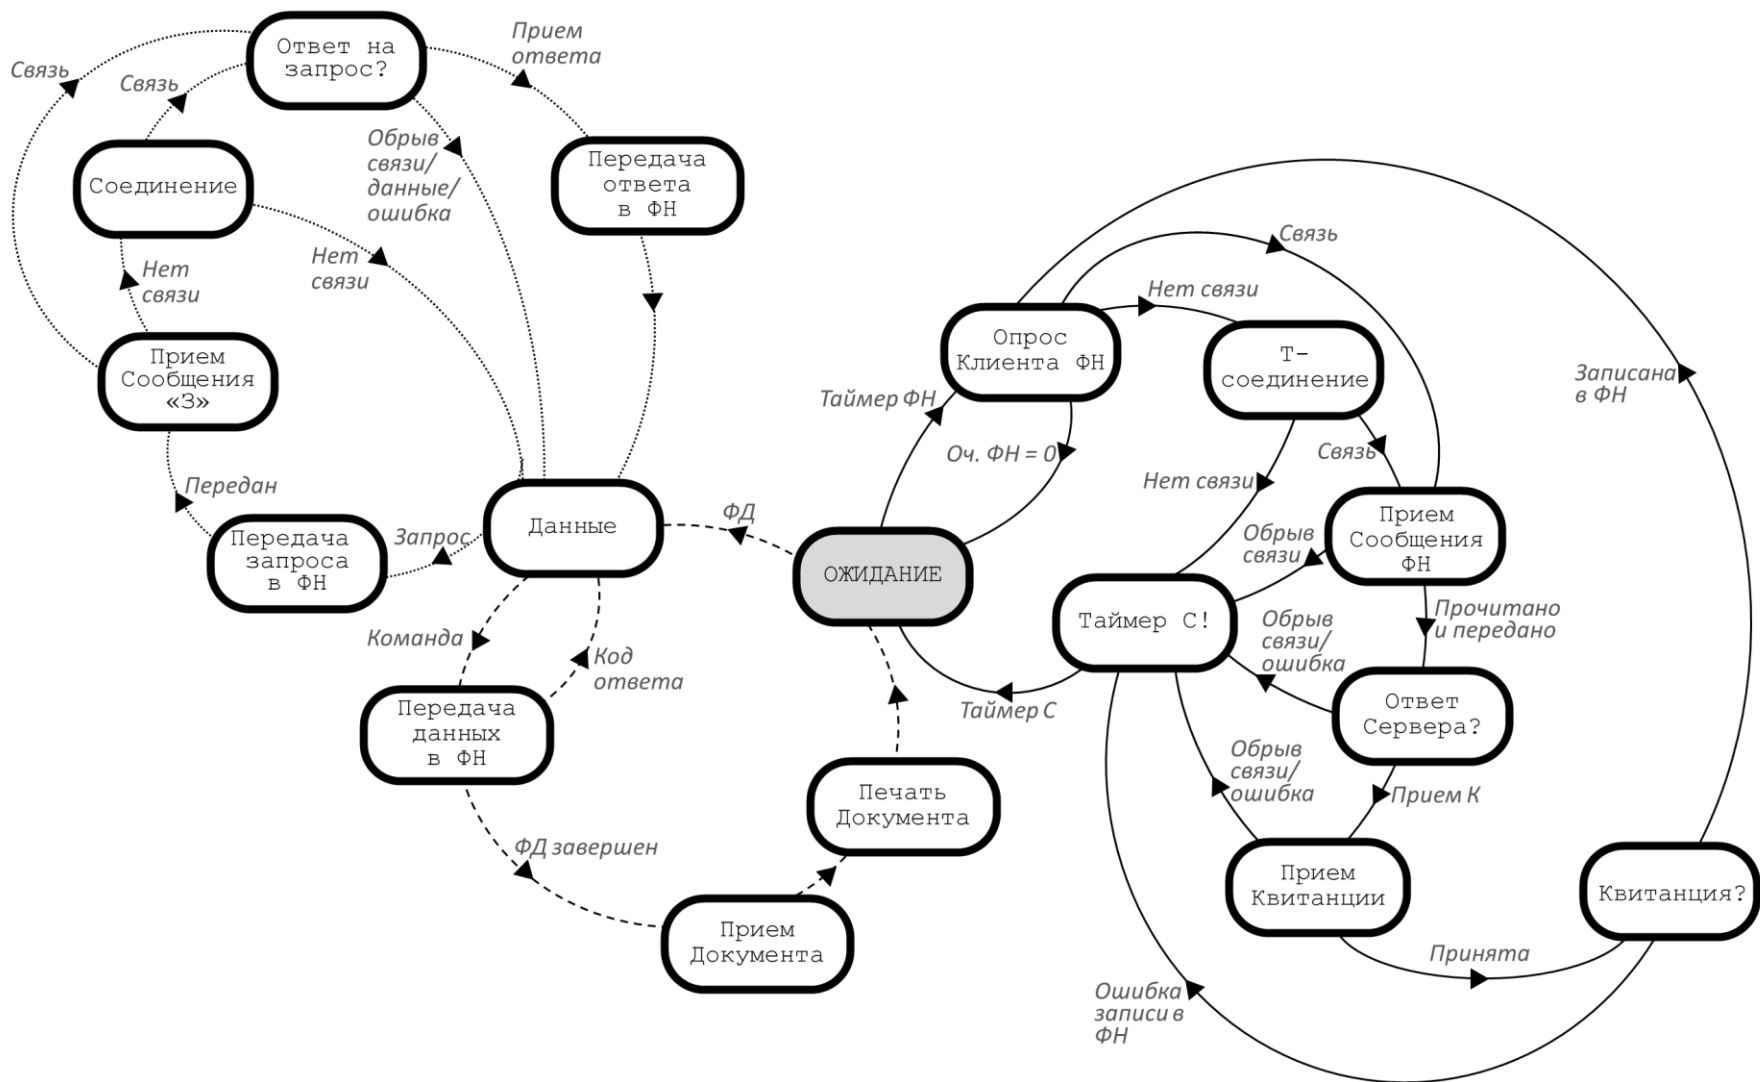 Ответ на
запрос?
Прием
ответа
Связь
Связь
Обрыв
связи/
данные/
ошибка
Передача
ответа
в ФН
Соединение
Нет
связи
Нет
связи
Прием
Сообщения
«З»
Передан
Передача
запроса
в ФН
Запрос
Данные
ФД
ОЖИДАНИЕ
Команда
Код
ответа
Передача
данных
в ФН
ФД завершен
Прием
Документа
Печать
Документа
Таймер ФН
Опрос
Клиента ФН
Оч. ФН = 0
Связь
Нет связи
Т-
соединение
Нет связи
Связь
Прием
Сообщения
ФН
Обрыв
связи
Таймер С!
Таймер С
Прочитано
и передано
Обрыв
связи/
ошибка
Ответ
Сервера?
Прием К
Обрыв
связи/
ошибка
Прием
Квитанции
Принята
Квитанция?
Записана
в ФН
Ошибка
записи в
ФН